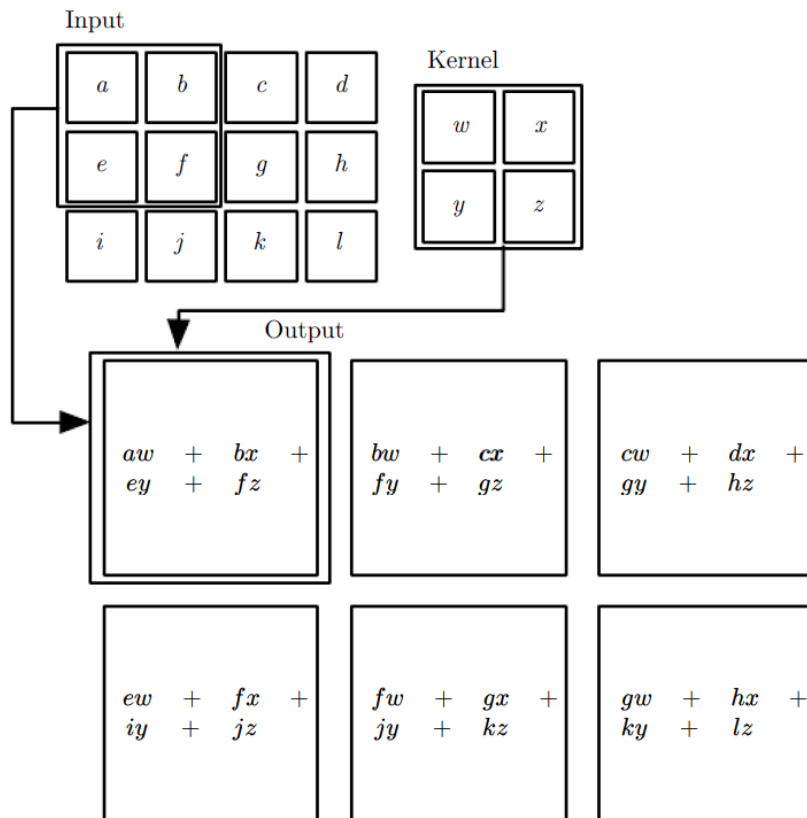 Input
a b c d
e f g h
i j k l
Kernel
w x
y z
Output
aw + bx +
ey + fz
bw + cx +
fy + gz
cw + dx +
gy + hz
ew + fx +
iy + jz
fw + gx +
jy + kz
gw + hx +
ky + lz